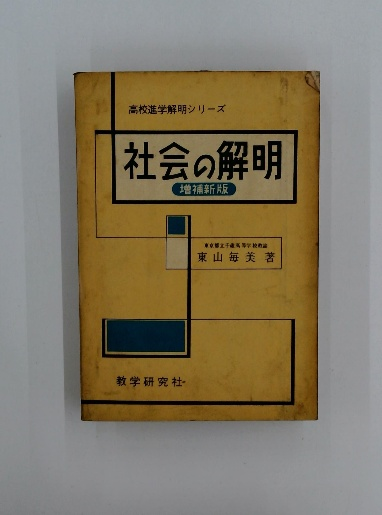 高校進学解明シリーズ
社会の解明
増補新版
東山毎美 著
教学研究社